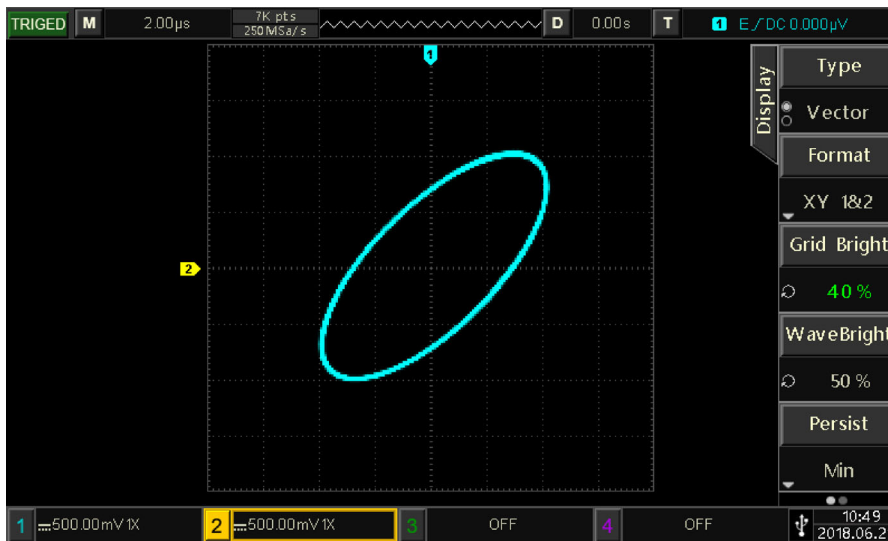 TRIGED M 2.00μs 7K pts D 0.00s T 1 E DC 0.000μV
250MSa/s
1
Display
Type
Vector
Format
XY 1&2
2
Grid Bright
40 %
WaveBright
50 %
Persist
Min
1 500.00mV 1X 2 500.00mV 1X 3 OFF 4 OFF 10:49
2018.06.2